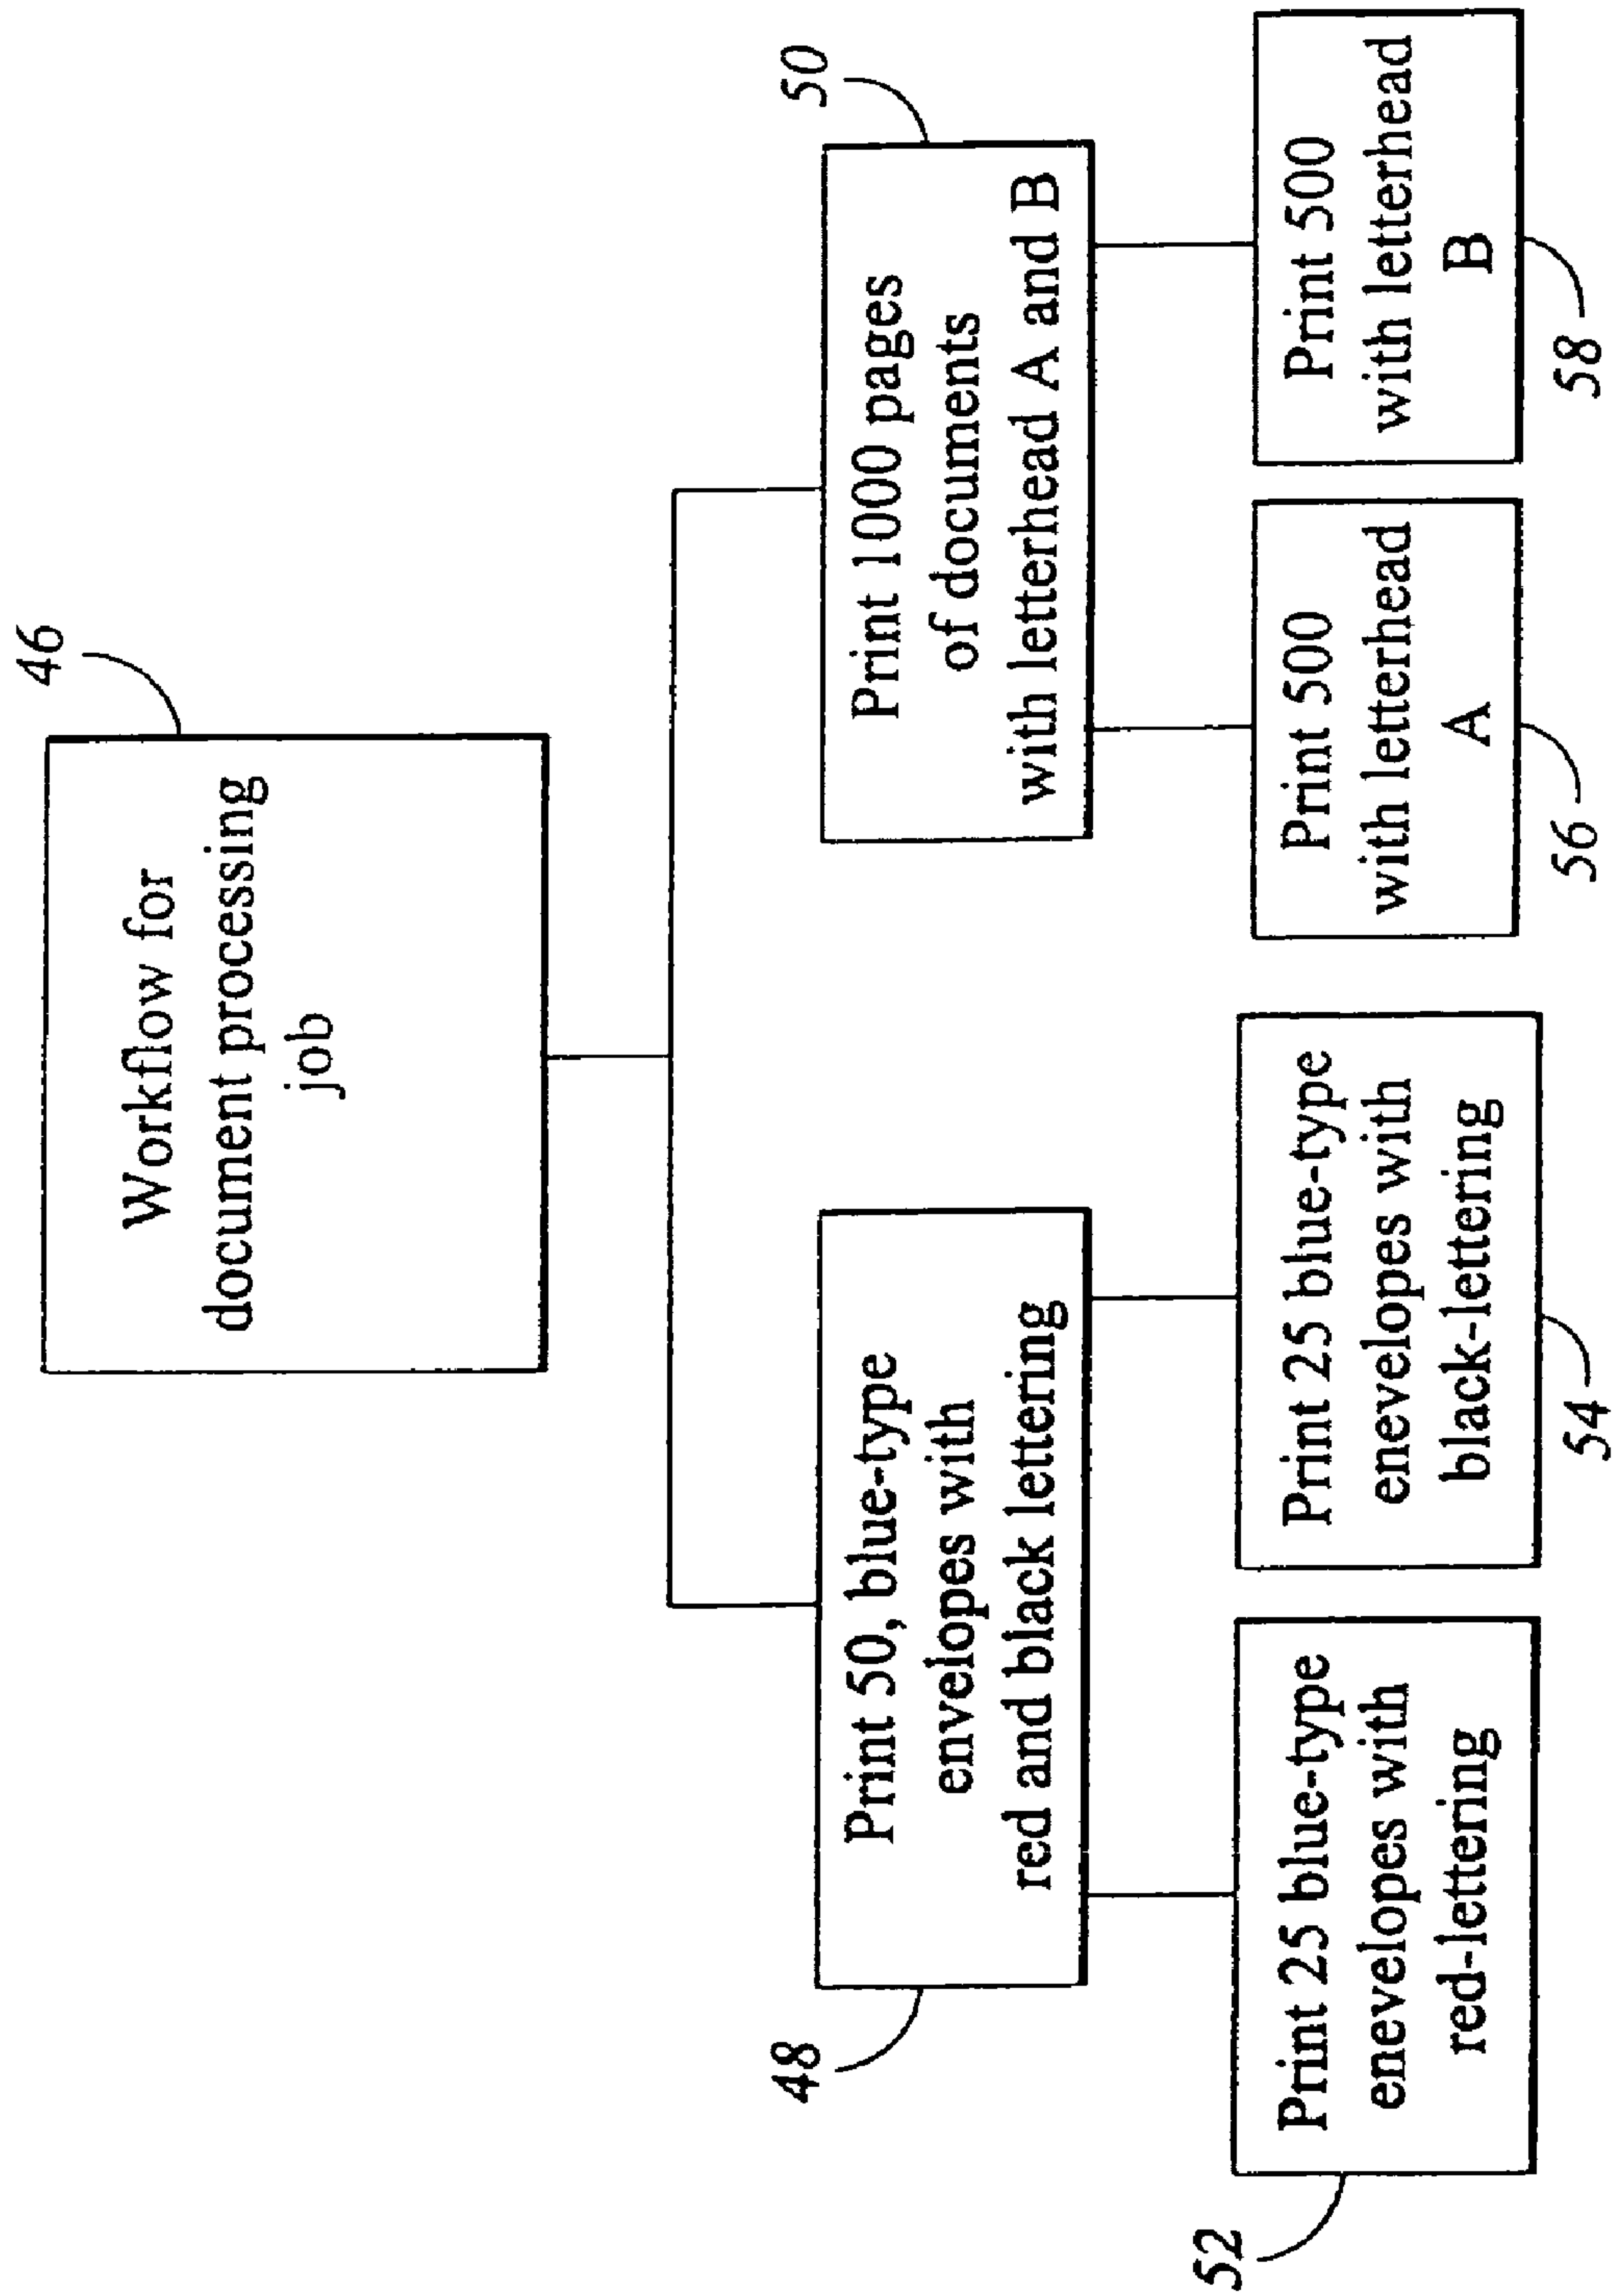 46
Workflow for
document processing
job
48
Print 50, blue-type
envelopes with
red and black lettering
50
Print 1000 pages
of documents
with letterhead A and B
52
Print 25 blue-type
enevelopes with
red-lettering
Print 25 blue-type
enevelopes with
black-lettering
54
Print 500
with letterhead
A
56
Print 500
with letterhead
B
58